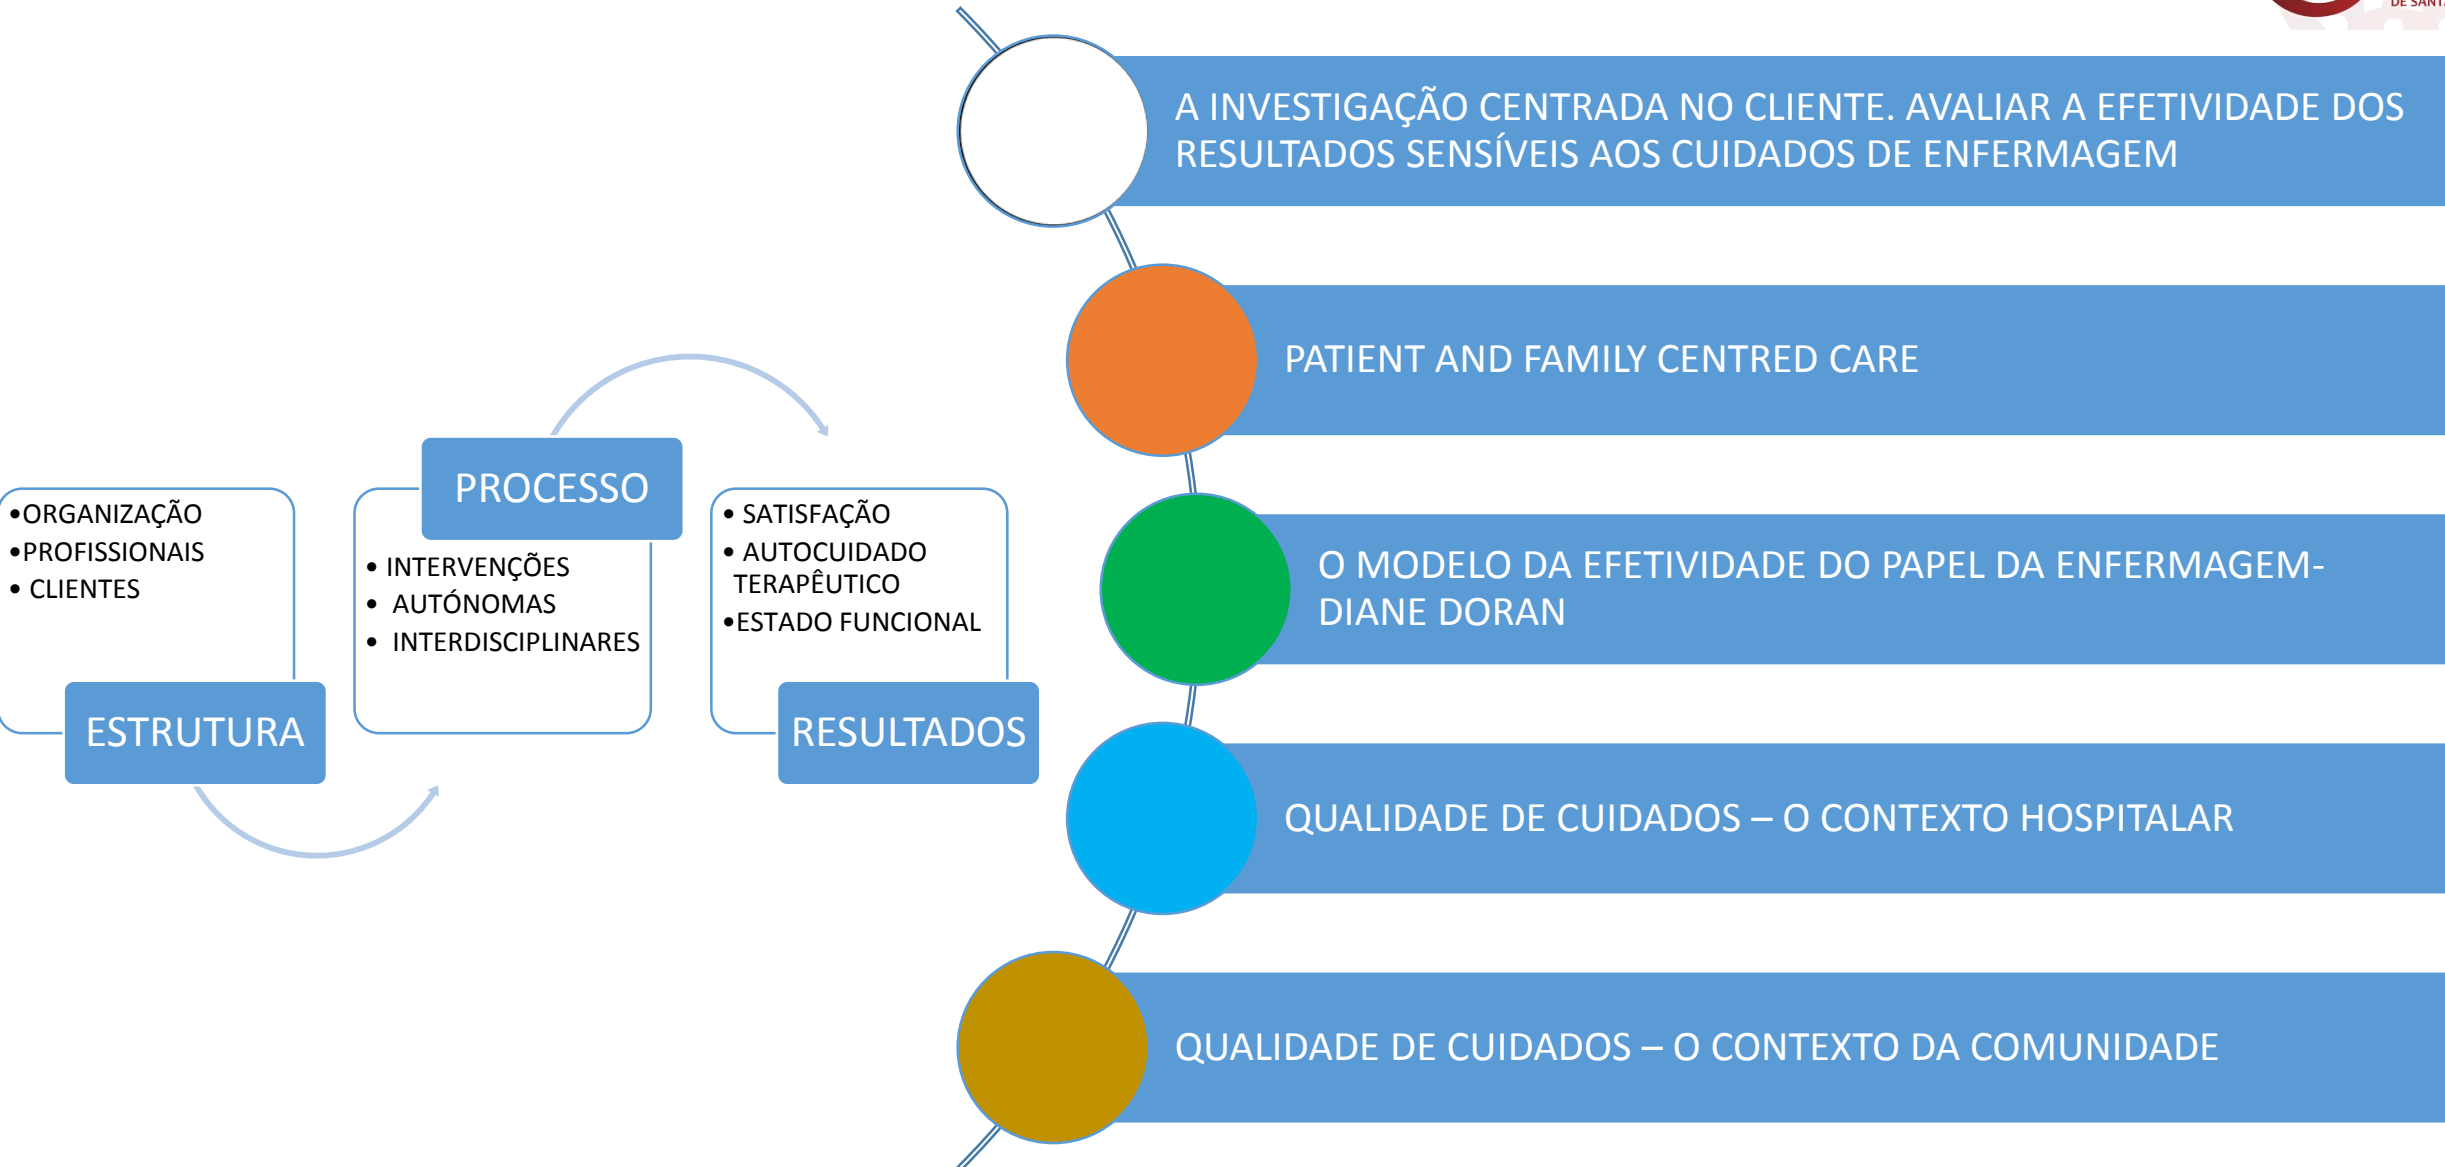 •ORGANIZAÇÃO
•PROFISSIONAIS
• CLIENTES
ESTRUTURA
PROCESSO
• INTERVENÇÕES
• AUTÓNOMAS
• INTERDISCIPLINARES
• SATISFAÇÃO
• AUTOCUIDADO
TERAPÊUTICO
•ESTADO FUNCIONAL
RESULTADOS
A INVESTIGAÇÃO CENTRADA NO CLIENTE. AVALIAR A EFETIVIDADE DOS
RESULTADOS SENSÍVEIS AOS CUIDADOS DE ENFERMAGEM
PATIENT AND FAMILY CENTRED CARE
O MODELO DA EFETIVIDADE DO PAPEL DA ENFERMAGEM-
DIANE DORAN
QUALIDADE DE CUIDADOS – O CONTEXTO HOSPITALAR
QUALIDADE DE CUIDADOS – O CONTEXTO DA COMUNIDADE